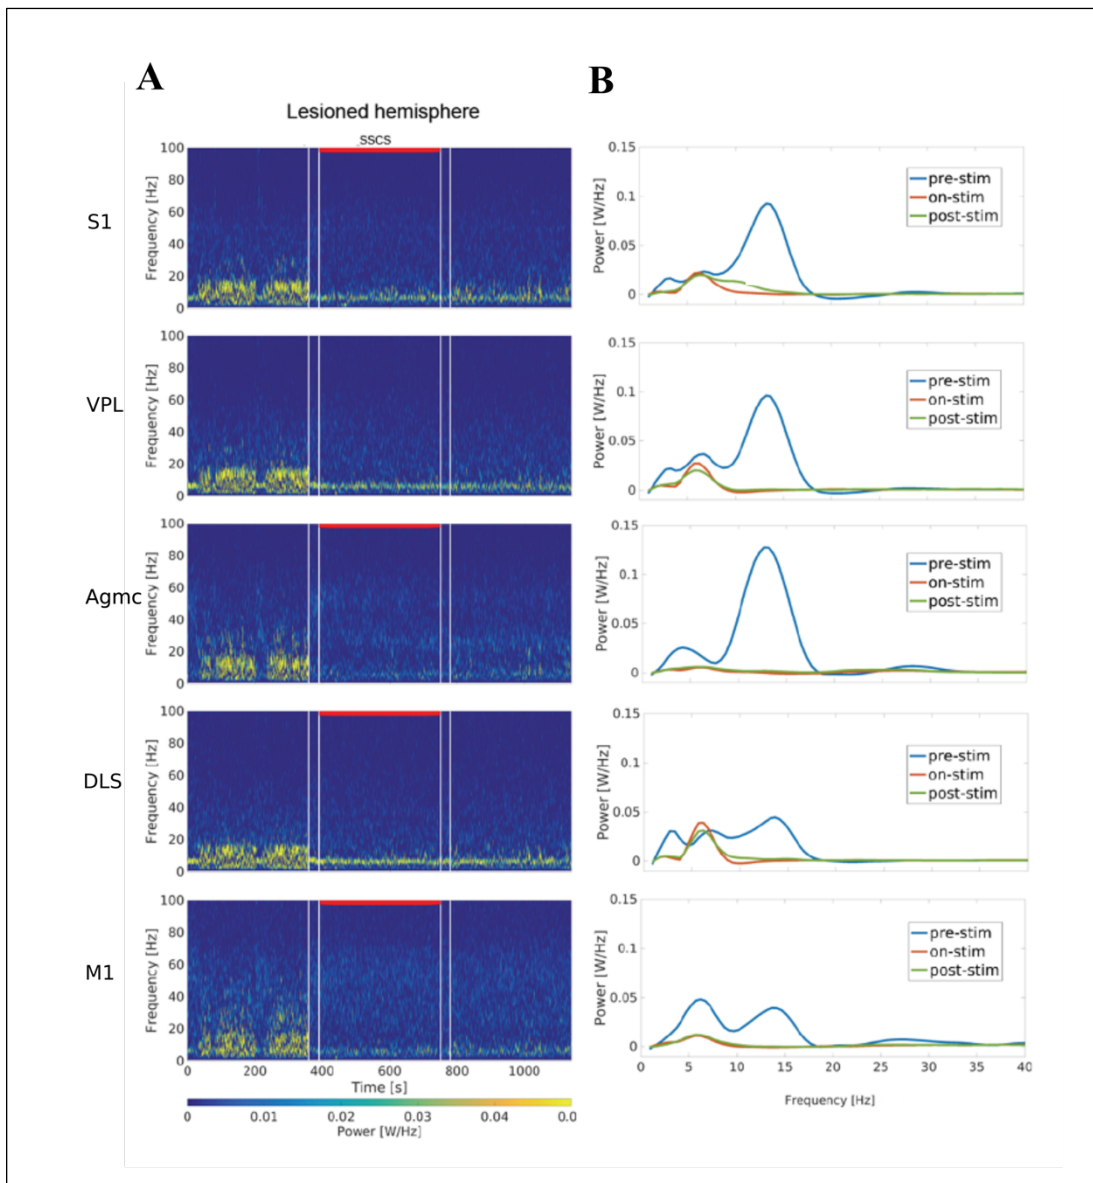 A
B
Lesioned hemisphere
SSCS
S1
Frequency [Hz]
100
80
60
40
20
0
Power [W/Hz]
0.15
0.1
0.05
0
pre-stim
on-stim
post-stim
VPL
Frequency [Hz]
100
80
60
40
20
0
Power [W/Hz]
0.15
0.1
0.05
0
pre-stim
on-stim
post-stim
Agmc
Frequency [Hz]
100
80
60
40
20
0
Power [W/Hz]
0.15
0.1
0.05
0
pre-stim
on-stim
post-stim
DLS
Frequency [Hz]
100
80
60
40
20
0
Power [W/Hz]
0.15
0.1
0.05
0
pre-stim
on-stim
post-stim
M1
Frequency [Hz]
100
80
60
40
20
0
0 200 400 600 800 1000
Time [s]
0 0.01 0.02 0.03 0.04 0.0
Power [W/Hz]
Power [W/Hz]
0.15
0.1
0.05
0
pre-stim
on-stim
post-stim
0 5 10 15 20 25 30 35 40
Frequency [Hz]